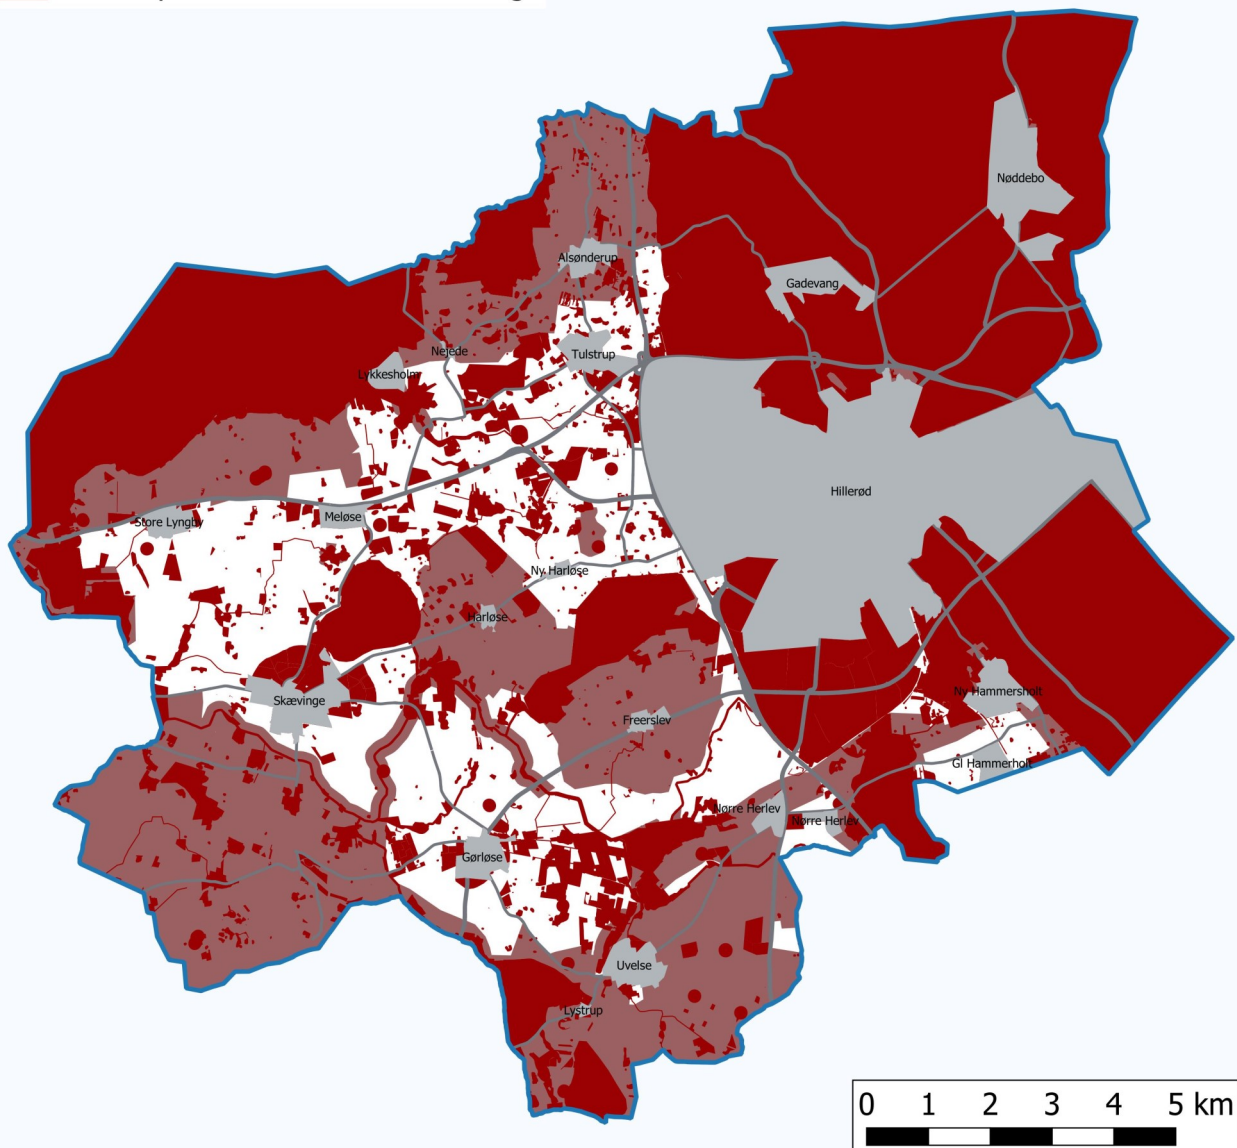 Nøddebo
Alsønderup
Gadevang
Nejede
Tulstrup
Lykkesholm
Hillerød
Meløse
Store Lyngby
Ny Harløse
Harløse
Ny Hammersholt
Skævinge
Freerslev
Gl Hammerholt
Nørre Herlev
Nørre Herlev
Gørløse
Uvelse
Lystrup
0 1 2 3 4 5 km